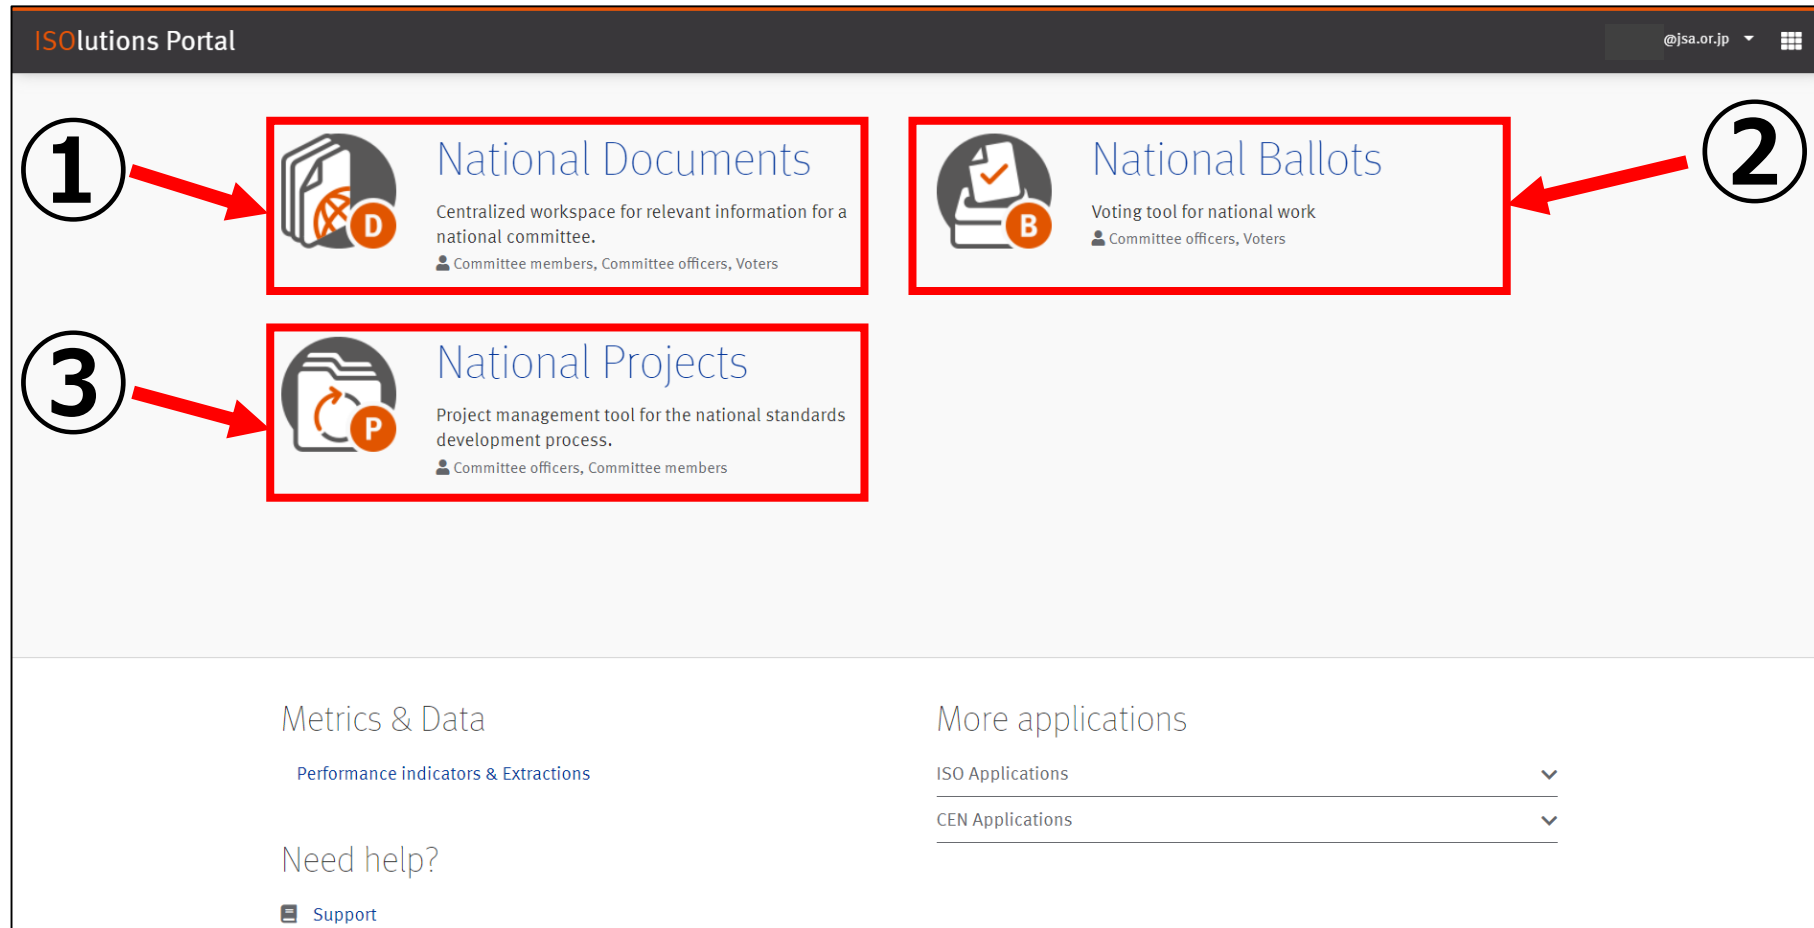 ISOlutions Portal
@jsa.or.jp
①
National Documents
Centralized workspace for relevant information for a
national committee.
Committee members, Committee officers, Voters
D
②
National Ballots
Voting tool for national work
Committee officers, Voters
B
③
National Projects
Project management tool for the national standards
development process.
Committee officers, Committee members
P
Metrics & Data
Performance indicators & Extractions
Need help?
Support
More applications
ISO Applications
CEN Applications